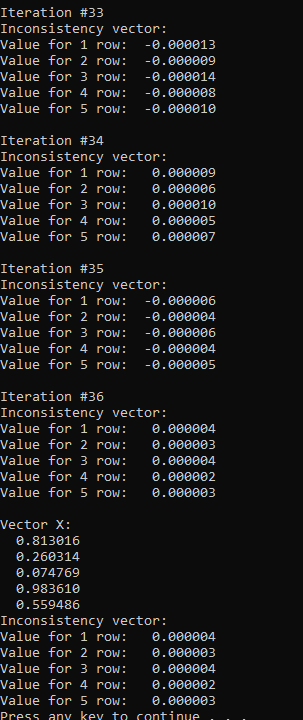 Iteration #33
Inconsistency vector:
Value for 1 row:  -0.000013
Value for 2 row:  -0.000009
Value for 3 row:  -0.000014
Value for 4 row:  -0.000008
Value for 5 row:  -0.000010

Iteration #34
Inconsistency vector:
Value for 1 row:   0.000009
Value for 2 row:   0.000006
Value for 3 row:   0.000010
Value for 4 row:   0.000005
Value for 5 row:   0.000007

Iteration #35
Inconsistency vector:
Value for 1 row:  -0.000006
Value for 2 row:  -0.000004
Value for 3 row:  -0.000006
Value for 4 row:  -0.000004
Value for 5 row:  -0.000005

Iteration #36
Inconsistency vector:
Value for 1 row:   0.000004
Value for 2 row:   0.000003
Value for 3 row:   0.000004
Value for 4 row:   0.000002
Value for 5 row:   0.000003

Vector X:
  0.813016
  0.260314
  0.074769
  0.983610
  0.559486
Inconsistency vector:
Value for 1 row:   0.000004
Value for 2 row:   0.000003
Value for 3 row:   0.000004
Value for 4 row:   0.000002
Value for 5 row:   0.000003
Press any key to continue . . .